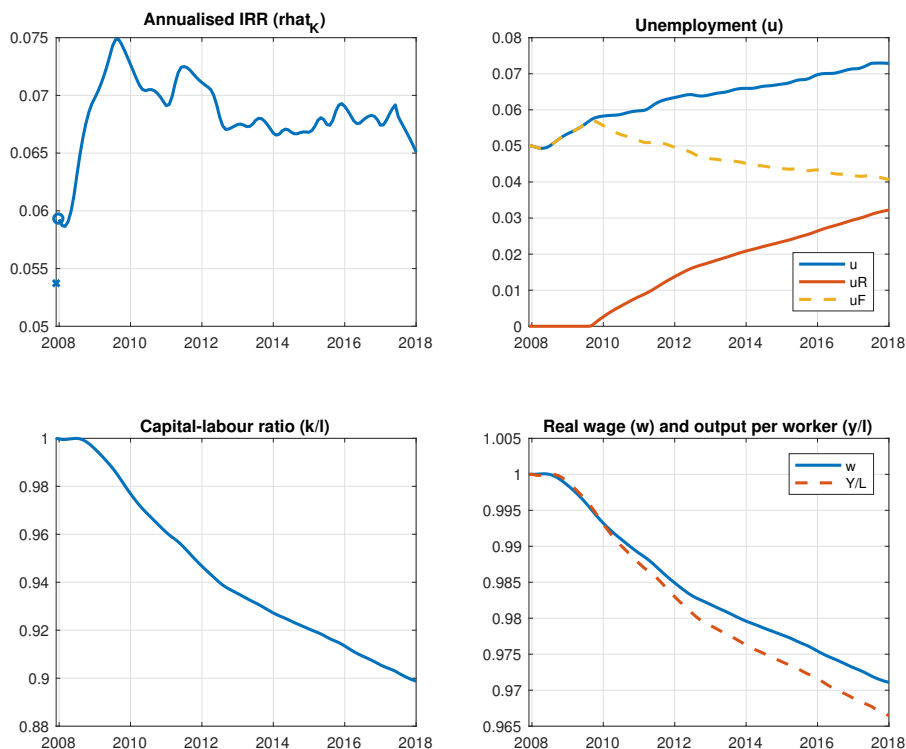 Annualised IRR (rhat_K)
0.075
0.07
0.065
0.06
0.055
0.05
2008 2010 2012 2014 2016 2018
Unemployment (u)
0.08
0.07
0.06
0.05
0.04
0.03
0.02
0.01
0
u
uR
uF
2008 2010 2012 2014 2016 2018
Capital-labour ratio (k/l)
1
0.98
0.96
0.94
0.92
0.9
0.88
2008 2010 2012 2014 2016 2018
Real wage (w) and output per worker (y/l)
1.005
1
0.995
0.99
0.985
0.98
0.975
0.97
0.965
w
Y/L
2008 2010 2012 2014 2016 2018